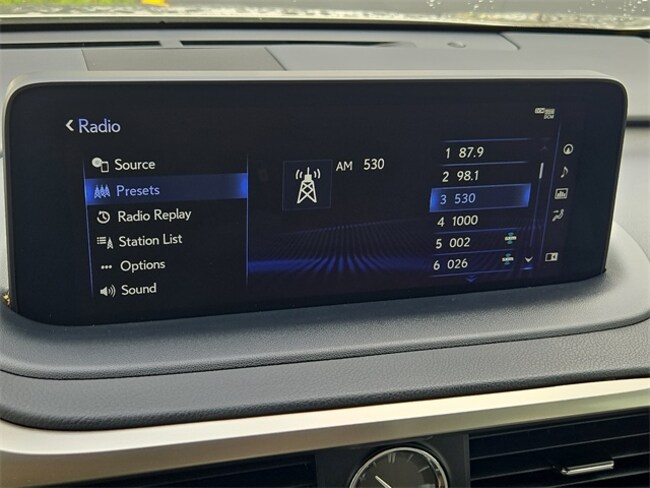 Radio
Source
Presets
Radio Replay
Station List
Options
Sound
AM 530
1 87.9
2 98.1
3 530
4 1000
5 002
6 026